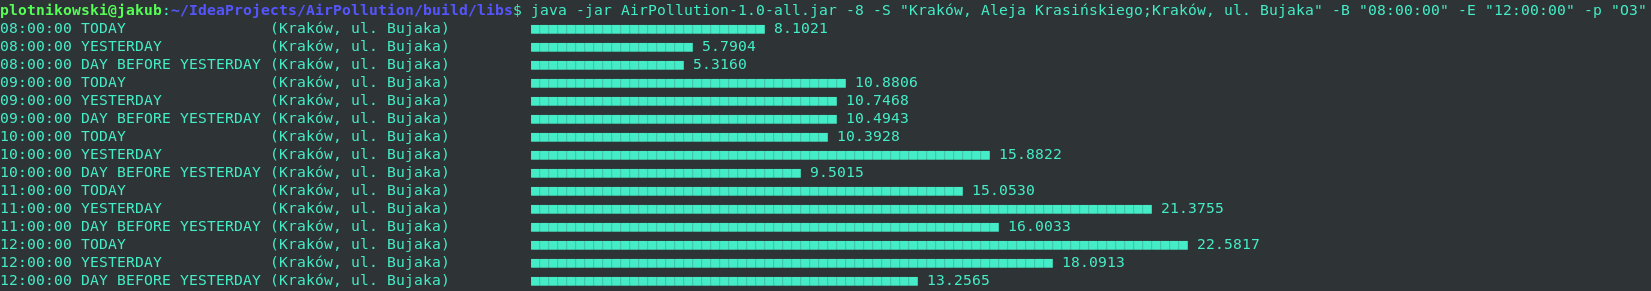 plotnikowski@jakub:~/IdeaProjects/AirPollution/build/libs$ java -jar AirPollution-1.0-all.jar -8 -S "Kraków, Aleja Krasińskiego;Kraków, ul. Bujaka" -B "08:00:00" -E "12:00:00" -p "O3"
08:00:00 TODAY (Kraków, ul. Bujaka) 8.1021
08:00:00 YESTERDAY (Kraków, ul. Bujaka) 5.7904
08:00:00 DAY BEFORE YESTERDAY (Kraków, ul. Bujaka) 5.3160
09:00:00 TODAY (Kraków, ul. Bujaka) 10.8806
09:00:00 YESTERDAY (Kraków, ul. Bujaka) 10.7468
09:00:00 DAY BEFORE YESTERDAY (Kraków, ul. Bujaka) 10.4943
10:00:00 TODAY (Kraków, ul. Bujaka) 10.3928
10:00:00 YESTERDAY (Kraków, ul. Bujaka) 15.8822
10:00:00 DAY BEFORE YESTERDAY (Kraków, ul. Bujaka) 9.5015
11:00:00 TODAY (Kraków, ul. Bujaka) 15.0530
11:00:00 YESTERDAY (Kraków, ul. Bujaka) 21.3755
11:00:00 DAY BEFORE YESTERDAY (Kraków, ul. Bujaka) 16.0033
12:00:00 TODAY (Kraków, ul. Bujaka) 22.5817
12:00:00 YESTERDAY (Kraków, ul. Bujaka) 18.0913
12:00:00 DAY BEFORE YESTERDAY (Kraków, ul. Bujaka) 13.2565